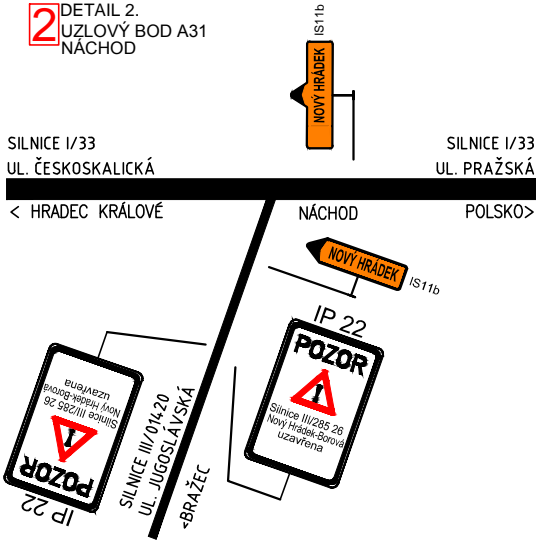 2
DETAIL 2.
UZLOVÝ BOD A31
NÁCHOD
IS11b
NOVÝ HRÁDEK
SILNICE I/33
UL. ČESKOSKALICKÁ
SILNICE I/33
UL. PRAŽSKÁ
< HRADEC KRÁLOVÉ
NÁCHOD
POLSKO>
NOVÝ HRÁDEK
IS11b
IP 22
POZOR
Silnice III/285 26
Nový Hrádek-Borová
uzavřena
SILNICE III/01420
UL. JUGOSLÁVSKÁ
<BRAŽEC
IP 22
POZOR
Silnice III/285 26
Nový Hrádek-Borová
uzavřena